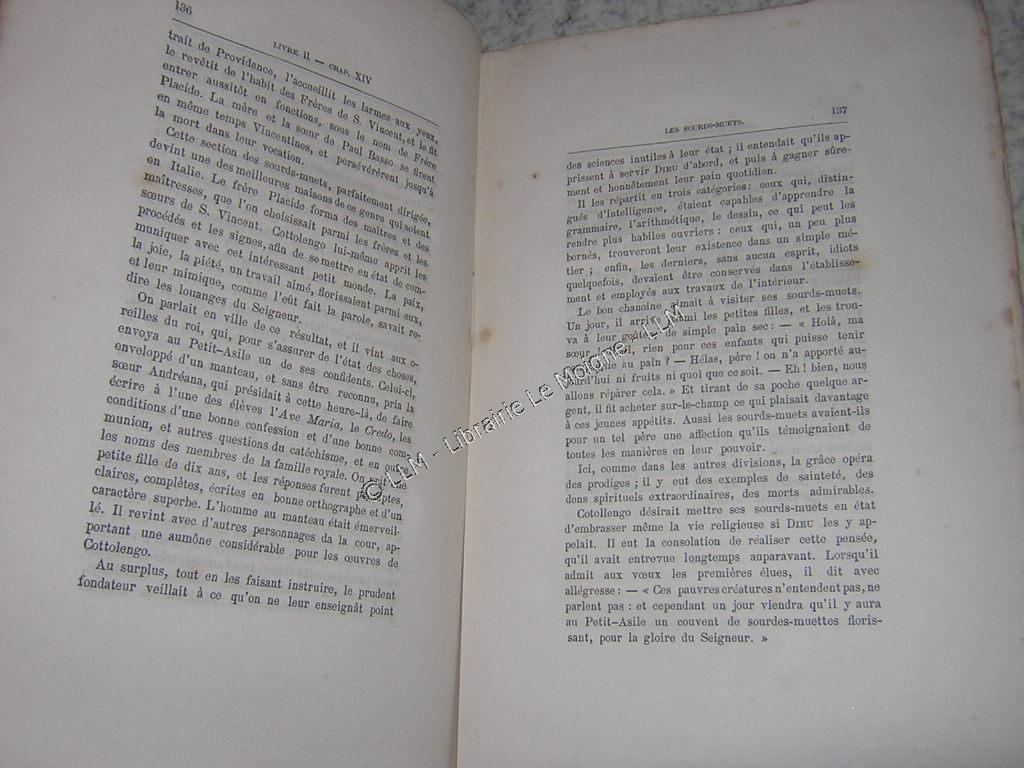 136
LIVRE II — CHAP. XIV
trait de Providence, l'accueillit les larmes aux yeux,
le revêtit de l'habit des Fréres de S. Vincent, et le fit
entrer aussitôt en fonctions, sous le nom de Frère
Placide. La mère et la sœur de Paul Basso se firent
en même temps Vincentines, et persévérèrent jusqu'à
la mort dans leur vocation.
Cette section des sourds-muets, parfaitement dirigée,
devint une des meilleures maisons de ce genre qui soient
en Italie. Le frère Placide forma des maîtres et des
maîtresses, que l'on choisissait parmi les frères et les
sœurs de S. Vincent. Cottolengo lui-même apprit les
procédés et les signes, afin de se mettre en état de com-
muniquer avec cet intéressant petit monde. La paix,
la joie, la piété, un travail aimé, florissaient parmi eux,
et leur mimique, comme l'eût fait la parole, savait re-
dire les louanges du Seigneur.
On parlait en ville de ce résultat, et il vint aux o-
reilles du roi, qui, pour s'assurer de l'état des choses,
envoya au Petit-Asile un de ses confidents. Celui-ci,
enveloppé d'un manteau, et sans être reconnu, pria la
sœur Andréana, qui présidait à cette heure-là, de faire
écrire à l'une des élèves l'Ave Maria, le Credo, les
conditions d'une bonne confession et d'une bonne com-
munion, et autres questions du catéchisme, et en outre
les noms des membres de la famille royale. On prit une
petite fille de dix ans, et les réponses furent promptes,
claires, complètes, écrites en bonne orthographe et d'un
caractère superbe. L'homme au manteau était émerveil-
lé. Il revint avec d'autres personnages da la cour, ap-
portant une aumône considérable pour les œuvres de
Cottolengo.
Au surplus, tout en les faisant instruire, le prudent
fondateur veillait à ce qu'on ne leur enseignât point
137
LES SOURDS-MUETS.
des sciences inutiles à leur état ; il entendait qu'ils ap-
prissent à servir DIEU d'abord, et puis à gagner sûre-
ment et honnêtement leur pain quotidien.
Il les répartit en trois catégories: ceux qui, distin-
gués d'intelligence, étaient capables d'apprendre la
grammaire, l'arithmétique, le dessin, ce qui peut les
rendre plus habiles ouvriers : ceux qui, un peu plus
bornés, trouveront leur existence dans un simple mé-
tier ; enfin, les derniers, sans aucun esprit, idiots
quelquefois, devaient être conservés dans l'établisse-
ment et employés aux travaux de l'intérieur.
Le bon chanoine aimait à visiter ses sourds-muets.
Un jour, il arriva parmi les petites filles, et les trou-
va à leur goûter de simple pain sec: — « Holà, ma
sœur, rien pour ces enfants qui puisse tenir
au pain ? — Hélas, père ! on n'a apporté au-
jourd'hui ni fruits ni quoi que ce soit. — Eh ! bien, nous
allons réparer cela. » Et tirant de sa poche quelque ar-
gent, il fit acheter sur-le-champ ce qui plaisait davantage
à ces jeunes appétits. Aussi les sourds-muets avaient-ils
pour un tel père une affection qu'ils témoignaient de
toutes les manières en leur pouvoir.
Ici, comme dans les autres divisions, la grâce opéra
des prodiges ; il y eut des exemples de sainteté, des
dons spirituels extraordinaires, des morts admirables.
Cotollengo désirait mettre ses sourds-muets en état
d'embrasser même la vie religieuse si DIEU les y ap-
pelait. Il eut la consolation de réaliser cette pensée,
qu'il avait entrevue longtemps auparavant. Lorsqu'il
admit aux vœux les premières élues, il dit avec
allégresse : — « Ces pauvres créatures n'entendent pas, ne
parlent pas : et cependant un jour viendra qu'il y aura
au Petit-Asile un couvent de sourdes-muettes floris-
sant, pour la gloire du Seigneur. »
© LLM - Librairie Le Moione, LLM